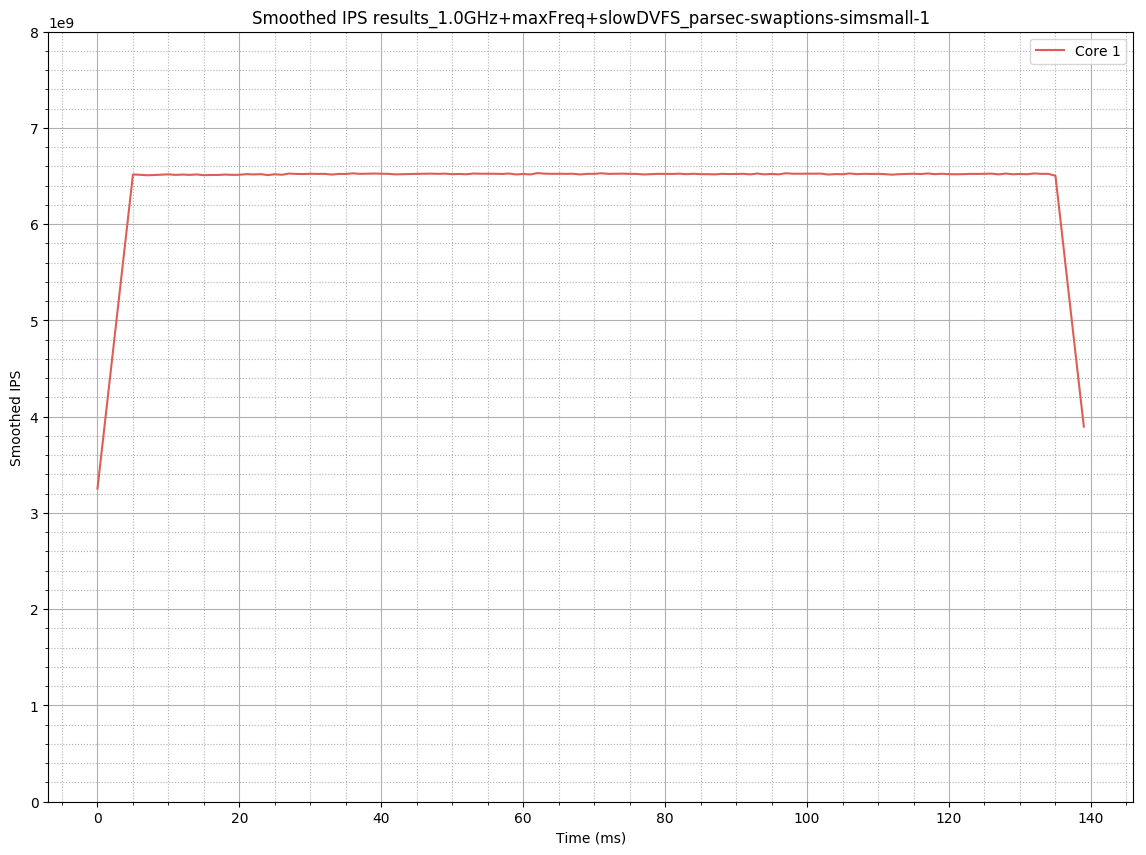 Smoothed IPS results_1.0GHz+maxFreq+slowDVFS_parsec-swaptions-simsmall-1
1e9
Core 1
8
7
6
5
4
3
2
1
0
Smoothed IPS
0 20 40 60 80 100 120 140
Time (ms)